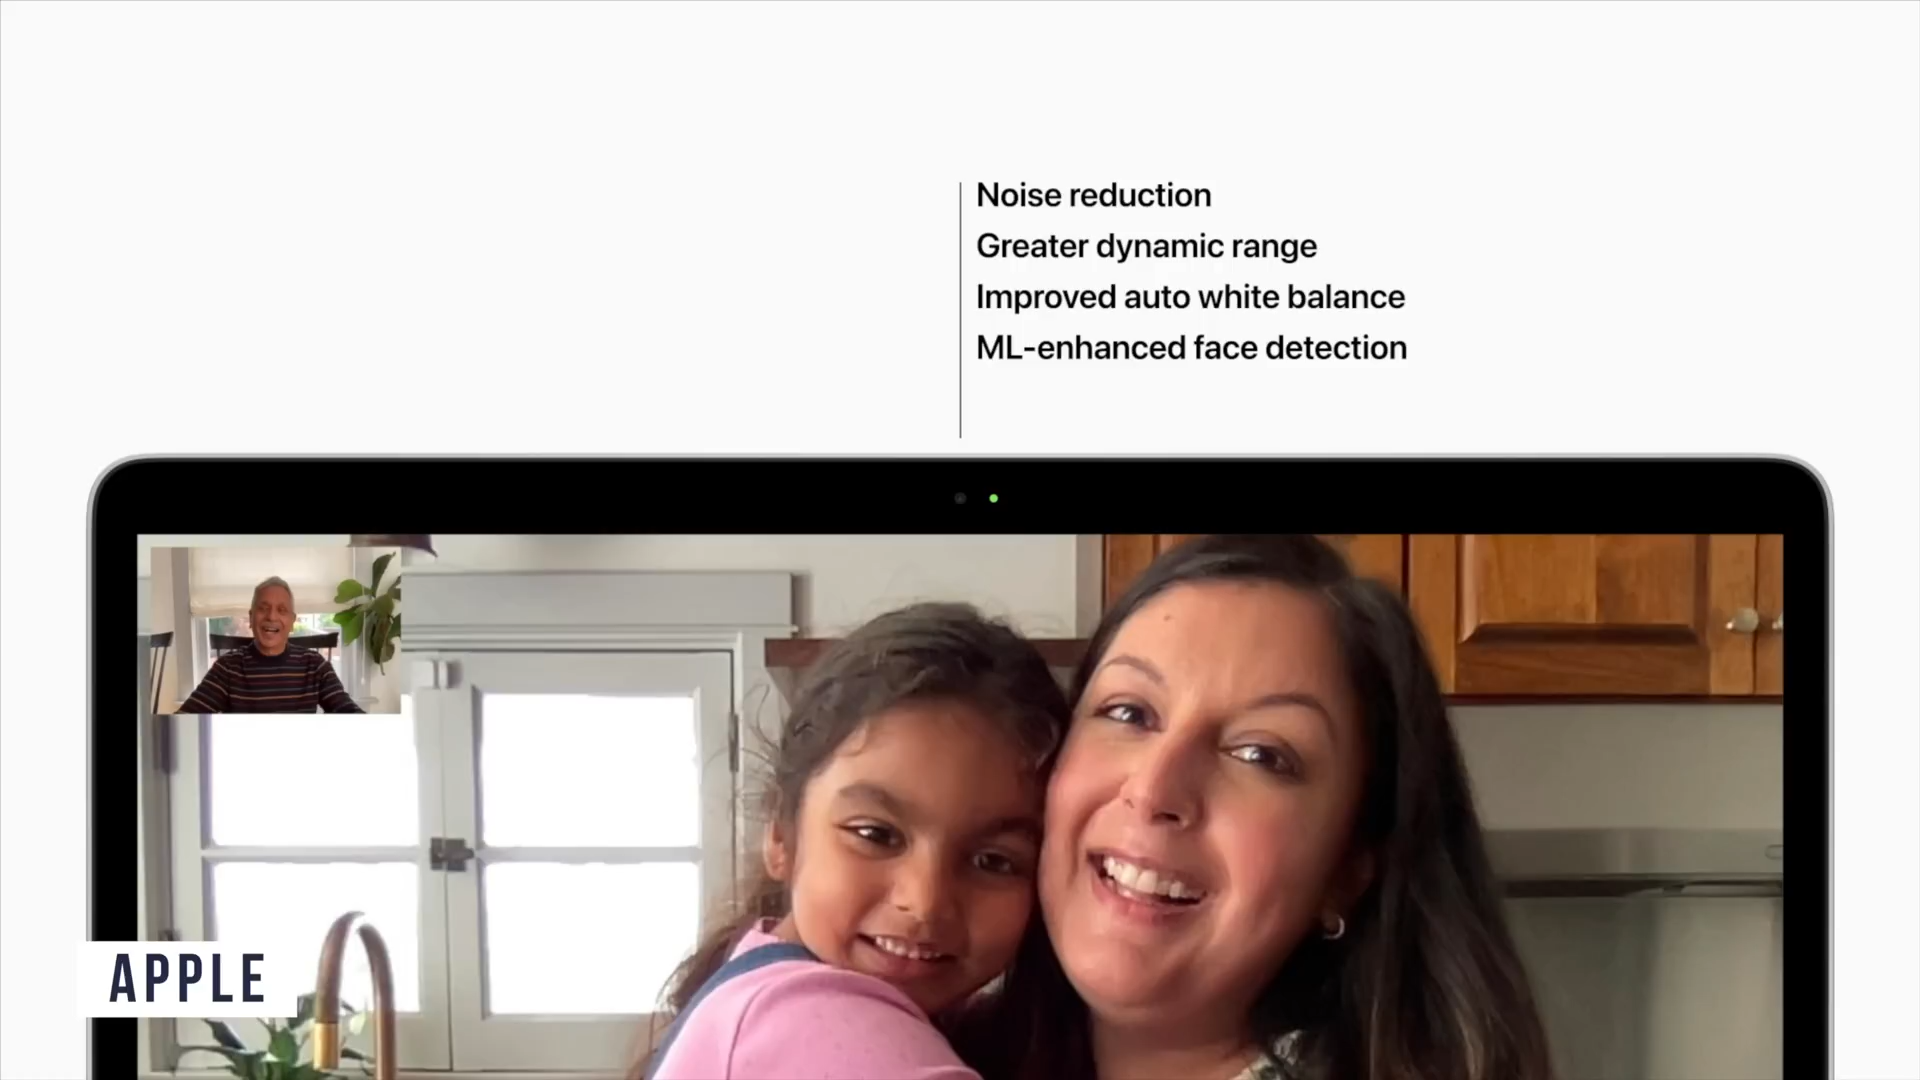 Noise reduction
Greater dynamic range
Improved auto white balance
ML-enhanced face detection
APPLE